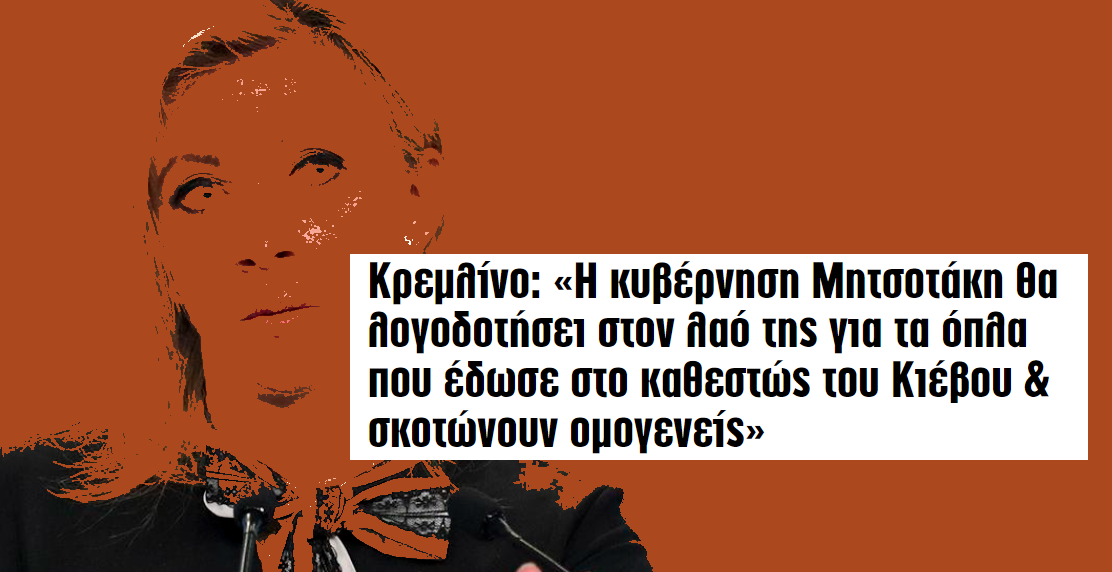 Κρεμλίνο: «Η κυβέρνηση Μητσοτάκη θα
λογοδοτήσει στον λαό της για τα όπλα
που έδωσε στο καθεστώς του Κιέβου &
σκοτώνουν ομογενείς»